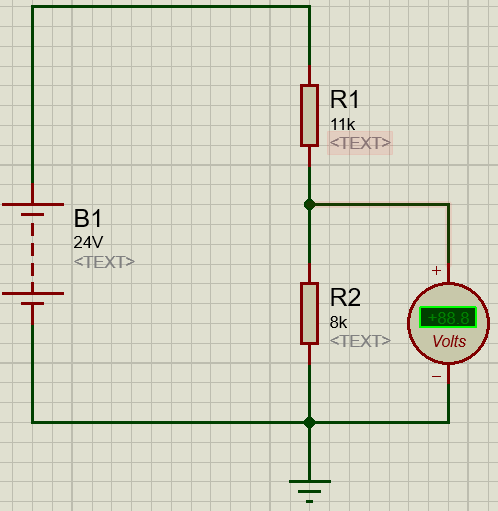 R1
11k
<TEXT>
B1
24V
<TEXT>
R2
8k
<TEXT>
+
+88.8
Volts
−